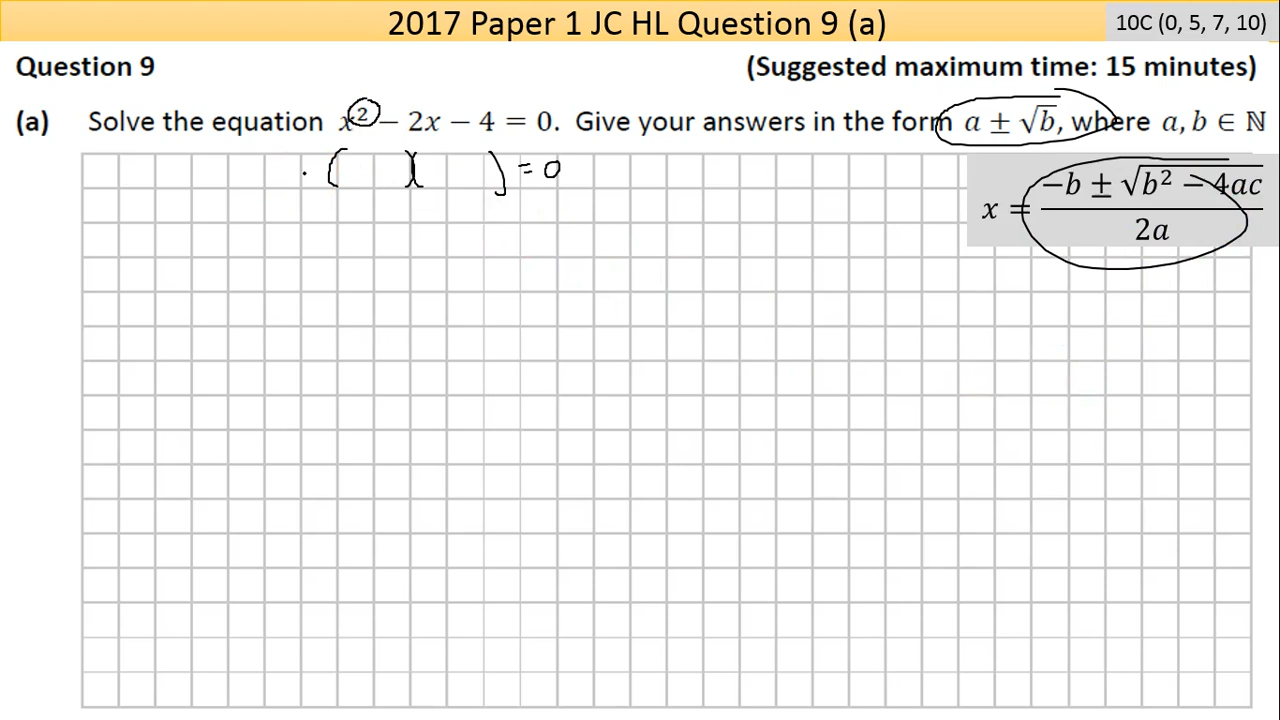 2017 Paper 1 JC HL Question 9 (a)
10C (0, 5, 7, 10)
Question 9
(Suggested maximum time: 15 minutes)
(a) Solve the equation x² − 2x − 4 = 0. Give your answers in the form a ± √b, where a, b ∈ ℕ
. ( )( ) = 0
x = (−b ± √(b² − 4ac)) / 2a